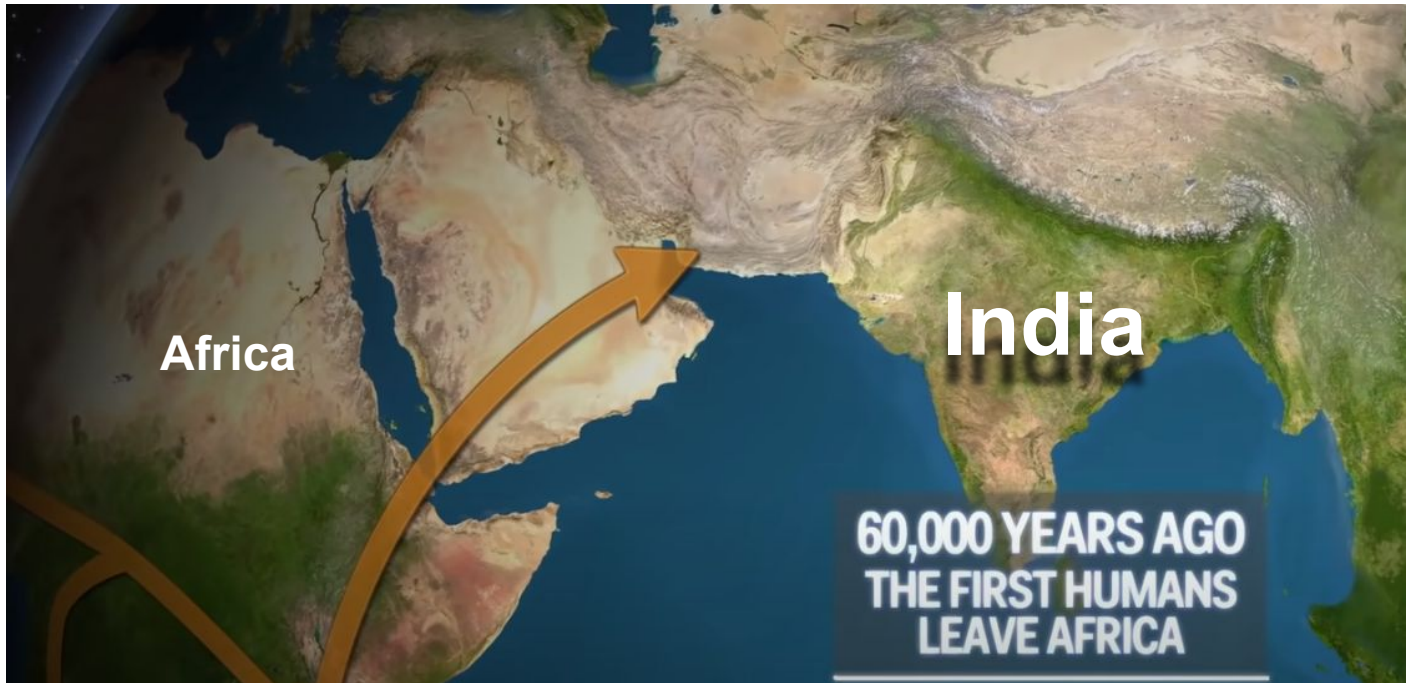 Africa
India
60,000 YEARS AGO
THE FIRST HUMANS
LEAVE AFRICA